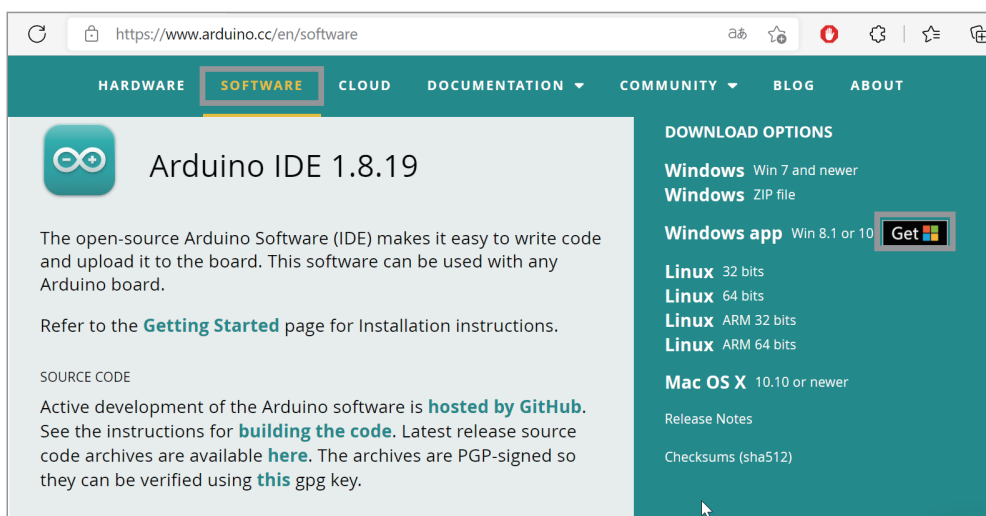 https://www.arduino.cc/en/software
HARDWARE SOFTWARE CLOUD DOCUMENTATION COMMUNITY BLOG ABOUT
Arduino IDE 1.8.19
The open-source Arduino Software (IDE) makes it easy to write code
and upload it to the board. This software can be used with any
Arduino board.
Refer to the Getting Started page for Installation instructions.
SOURCE CODE
Active development of the Arduino software is hosted by GitHub.
See the instructions for building the code. Latest release source
code archives are available here. The archives are PGP-signed so
they can be verified using this gpg key.
DOWNLOAD OPTIONS
Windows Win 7 and newer
Windows ZIP file
Windows app Win 8.1 or 10 Get
Linux 32 bits
Linux 64 bits
Linux ARM 32 bits
Linux ARM 64 bits
Mac OS X 10.10 or newer
Release Notes
Checksums (sha512)